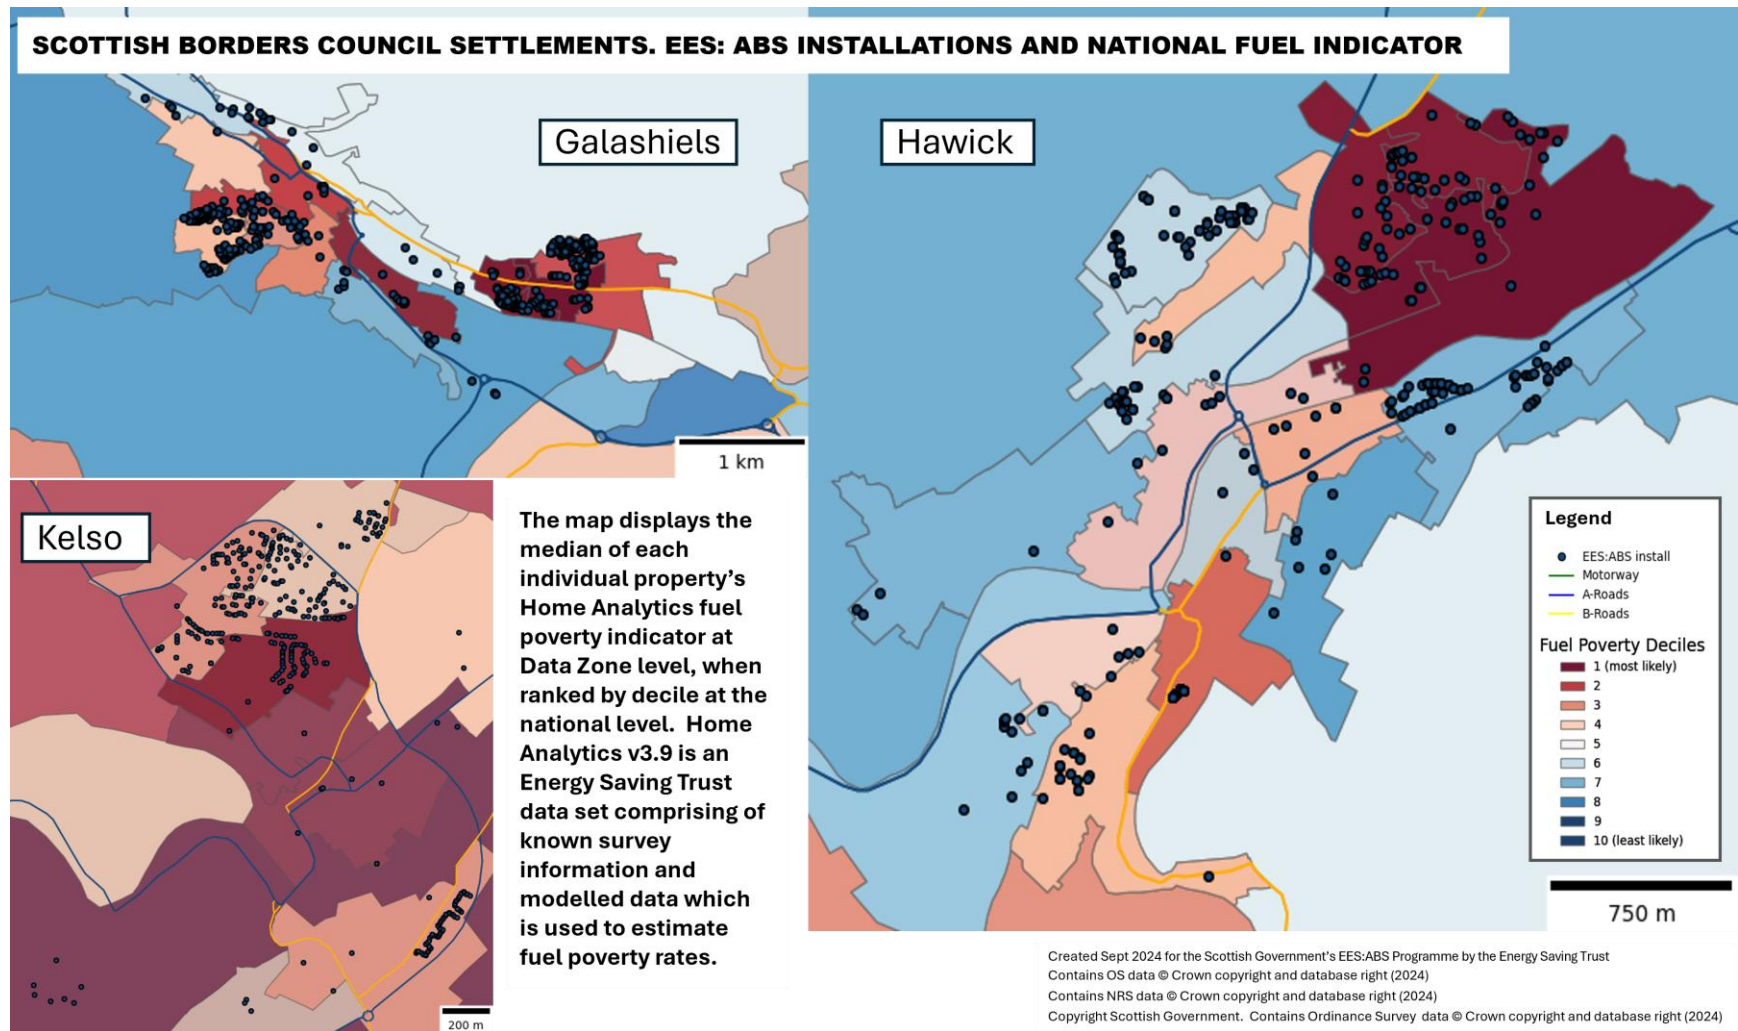 SCOTTISH BORDERS COUNCIL SETTLEMENTS. EES: ABS INSTALLATIONS AND NATIONAL FUEL INDICATOR
Galashiels
Hawick
1 km
Kelso
200 m
The map displays the
median of each
individual property’s
Home Analytics fuel
poverty indicator at
Data Zone level, when
ranked by decile at the
national level. Home
Analytics v3.9 is an
Energy Saving Trust
data set comprising of
known survey
information and
modelled data which
is used to estimate
fuel poverty rates.
Legend
EES:ABS install
Motorway
A-Roads
B-Roads
Fuel Poverty Deciles
1 (most likely)
2
3
4
5
6
7
8
9
10 (least likely)
750 m
Created Sept 2024 for the Scottish Government’s EES:ABS Programme by the Energy Saving Trust
Contains OS data © Crown copyright and database right (2024)
Contains NRS data © Crown copyright and database right (2024)
Copyright Scottish Government. Contains Ordinance Survey data © Crown copyright and database right (2024)